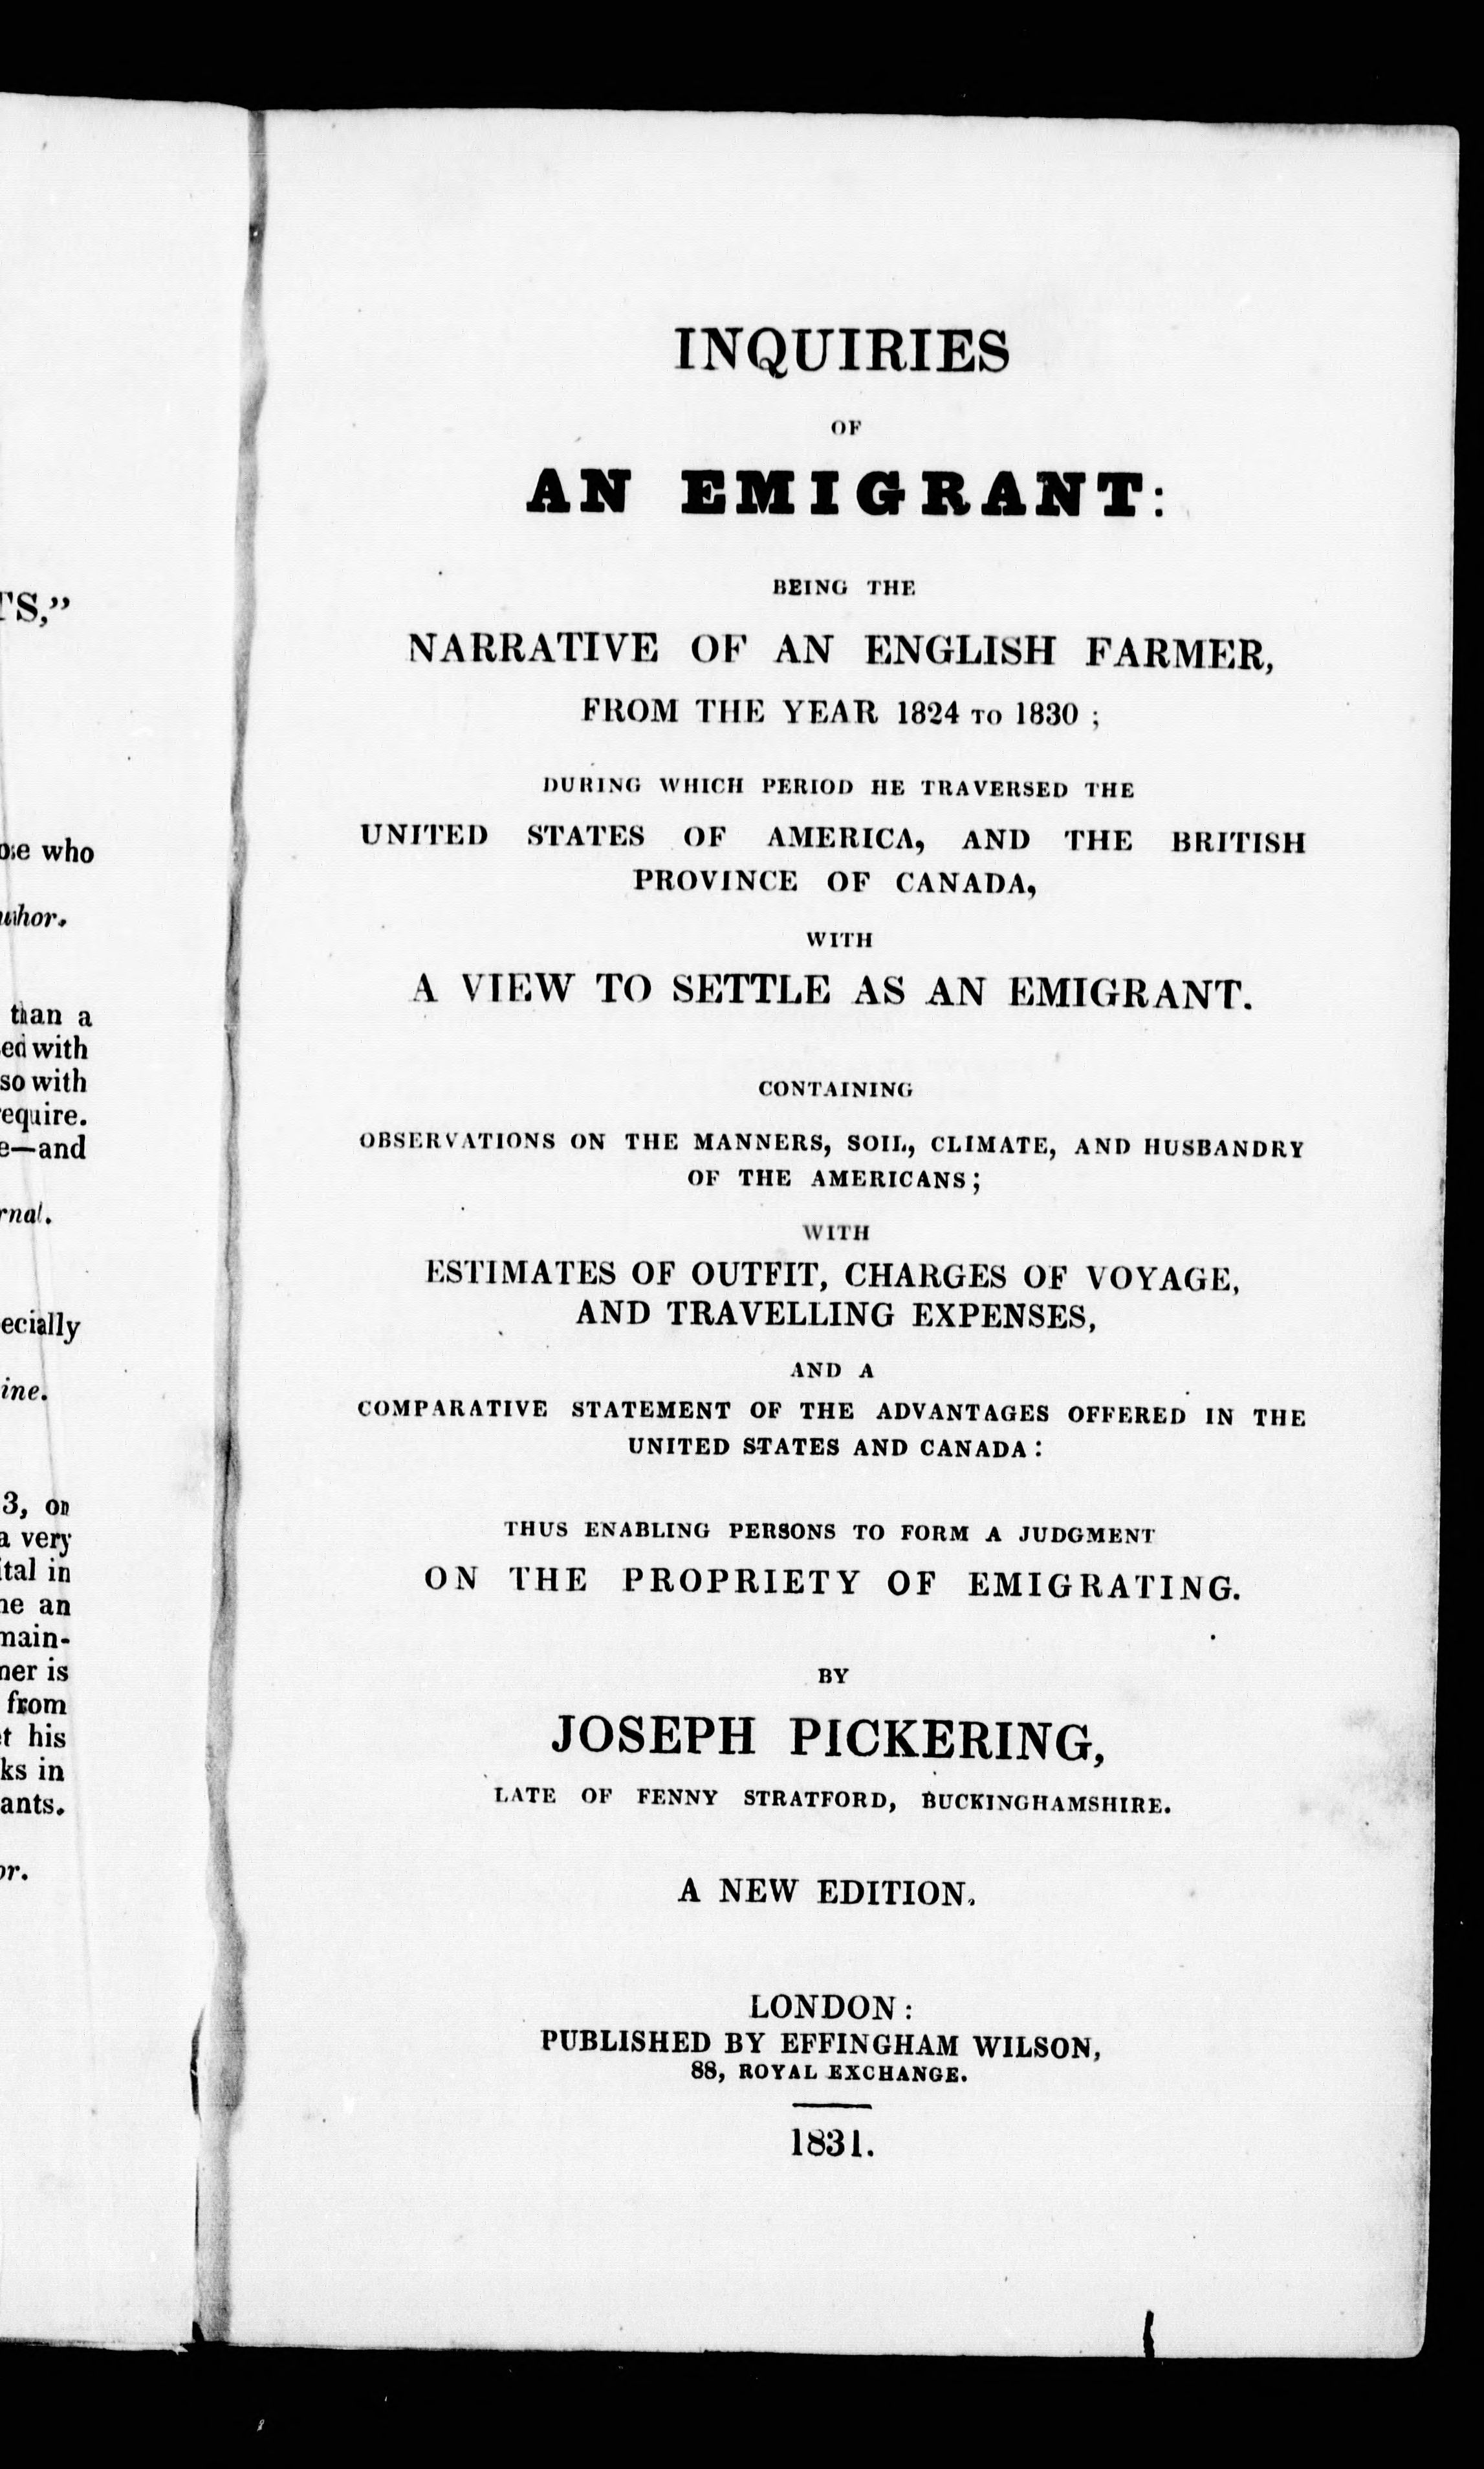 TS,"
who
than a
with
so with
require.
and
ecially
3, on
a very
in
an
main-
is
from
his
in
ants.
INQUIRIES
OF
AN EMIGRANT:
BEING THE
NARRATIVE OF AN ENGLISH FARMER,
FROM THE YEAR 1824 TO 1830 ;
DURING WHICH PERIOD HE TRAVERSED THE
UNITED STATES OF AMERICA, AND THE BRITISH
PROVINCE OF CANADA,
WITH
A VIEW TO SETTLE AS AN EMIGRANT.
CONTAINING
OBSERVATIONS ON THE MANNERS, SOIL, CLIMATE, AND HUSBANDRY
OF THE AMERICANS;
WITH
ESTIMATES OF OUTFIT, CHARGES OF VOYAGE,
AND TRAVELLING EXPENSES,
AND A
COMPARATIVE STATEMENT OF THE ADVANTAGES OFFERED IN THE
UNITED STATES AND CANADA:
THUS ENABLING PERSONS TO FORM A JUDGMENT
ON THE PROPRIETY OF EMIGRATING.
BY
JOSEPH PICKERING,
LATE OF FENNY STRATFORD, BUCKINGHAMSHIRE.
A NEW EDITION.
LONDON:
PUBLISHED BY EFFINGHAM WILSON,
88, ROYAL EXCHANGE.
1831.